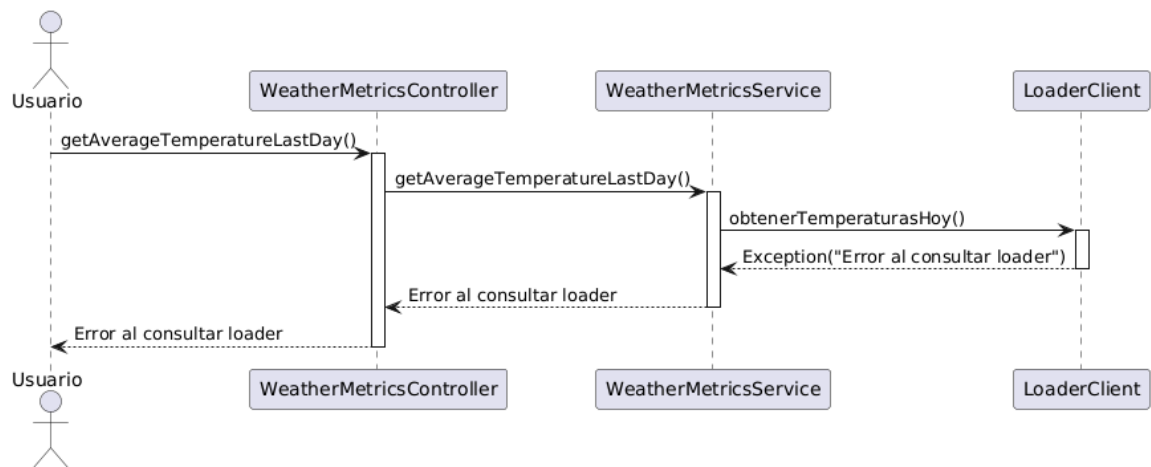 Usuario
WeatherMetricsController
WeatherMetricsService
LoaderClient
getAverageTemperatureLastDay()
getAverageTemperatureLastDay()
obtenerTemperaturasHoy()
Exception("Error al consultar loader")
Error al consultar loader
Error al consultar loader
Usuario
WeatherMetricsController
WeatherMetricsService
LoaderClient